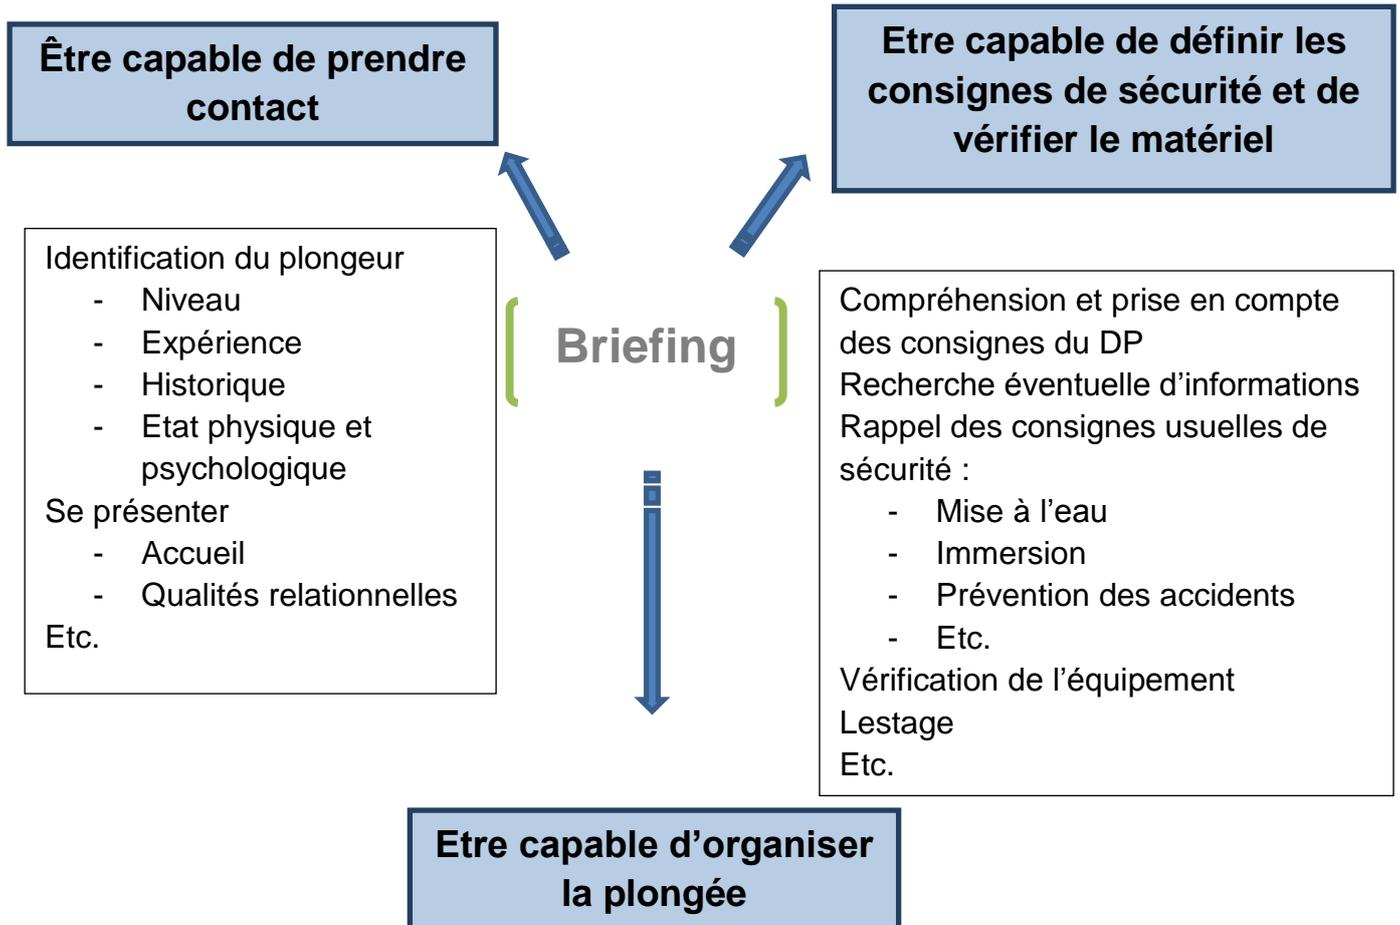 Être capable de prendre
contact
Etre capable de définir les
consignes de sécurité et de
vérifier le matériel
Identification du plongeur
- Niveau
- Expérience
- Historique
- Etat physique et
psychologique
Se présenter
- Accueil
- Qualités relationnelles
Etc.
Briefing
Compréhension et prise en compte
des consignes du DP
Recherche éventuelle d’informations
Rappel des consignes usuelles de
sécurité :
- Mise à l’eau
- Immersion
- Prévention des accidents
- Etc.
Vérification de l’équipement
Lestage
Etc.
Etre capable d’organiser
la plongée